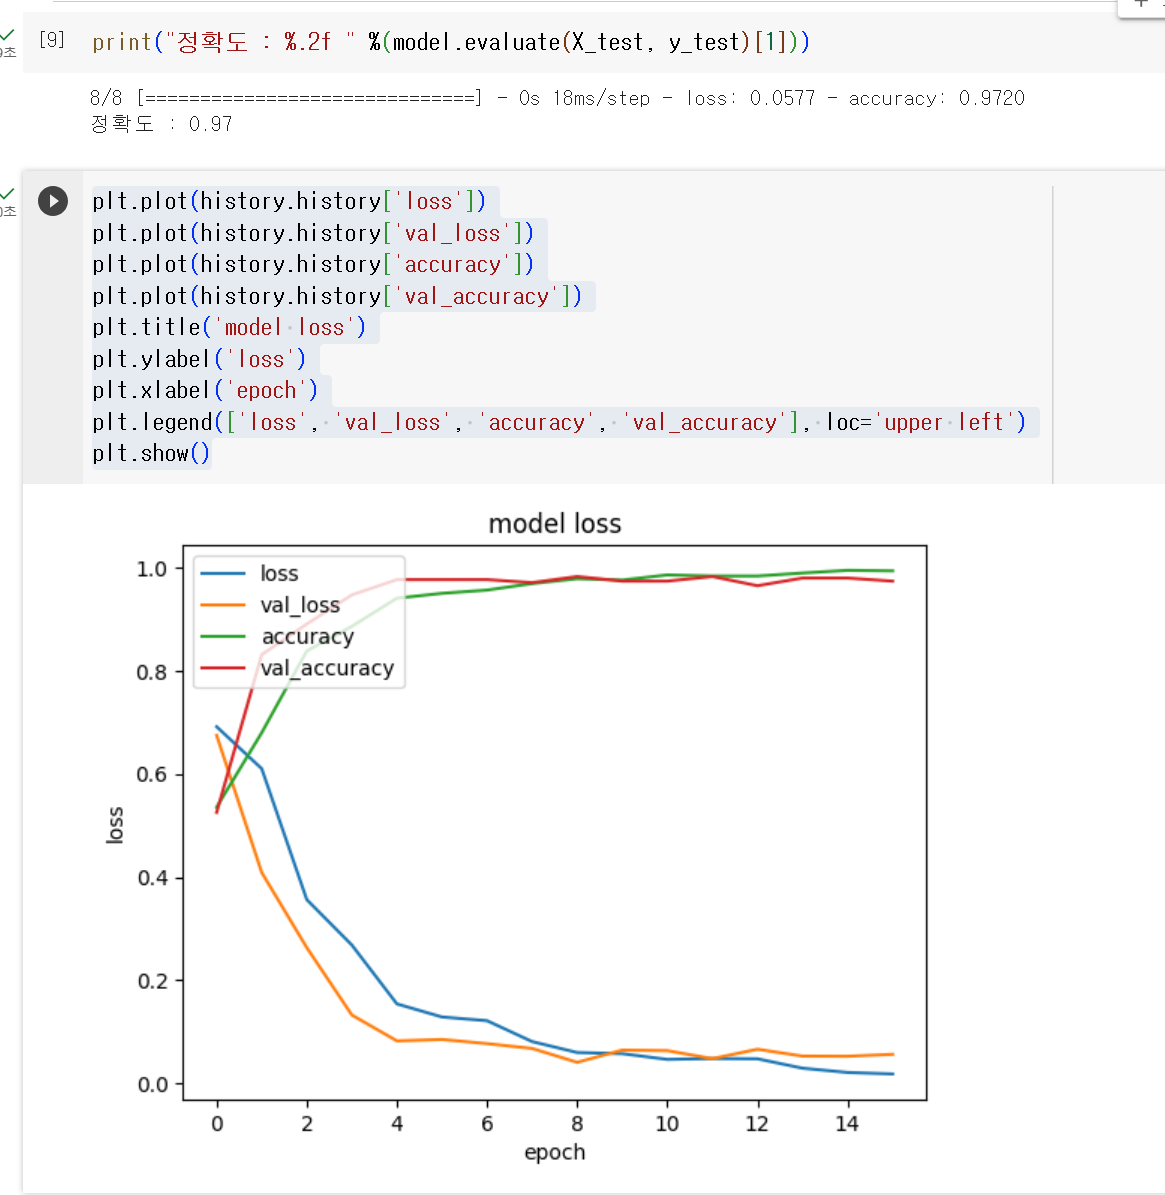 [9]
print("정확도 : %.2f " %(model.evaluate(X_test, y_test)[1]))
8/8 [==============================] - 0s 18ms/step - loss: 0.0577 - accuracy: 0.9720
정확도 : 0.97
plt.plot(history.history['loss'])
plt.plot(history.history['val_loss'])
plt.plot(history.history['accuracy'])
plt.plot(history.history['val_accuracy'])
plt.title('model loss')
plt.ylabel('loss')
plt.xlabel('epoch')
plt.legend(['loss', 'val_loss', 'accuracy', 'val_accuracy'], loc='upper left')
plt.show()
model loss
loss
val_loss
accuracy
val_accuracy
1.0
0.8
0.6
0.4
0.2
0.0
loss
0 2 4 6 8 10 12 14
epoch